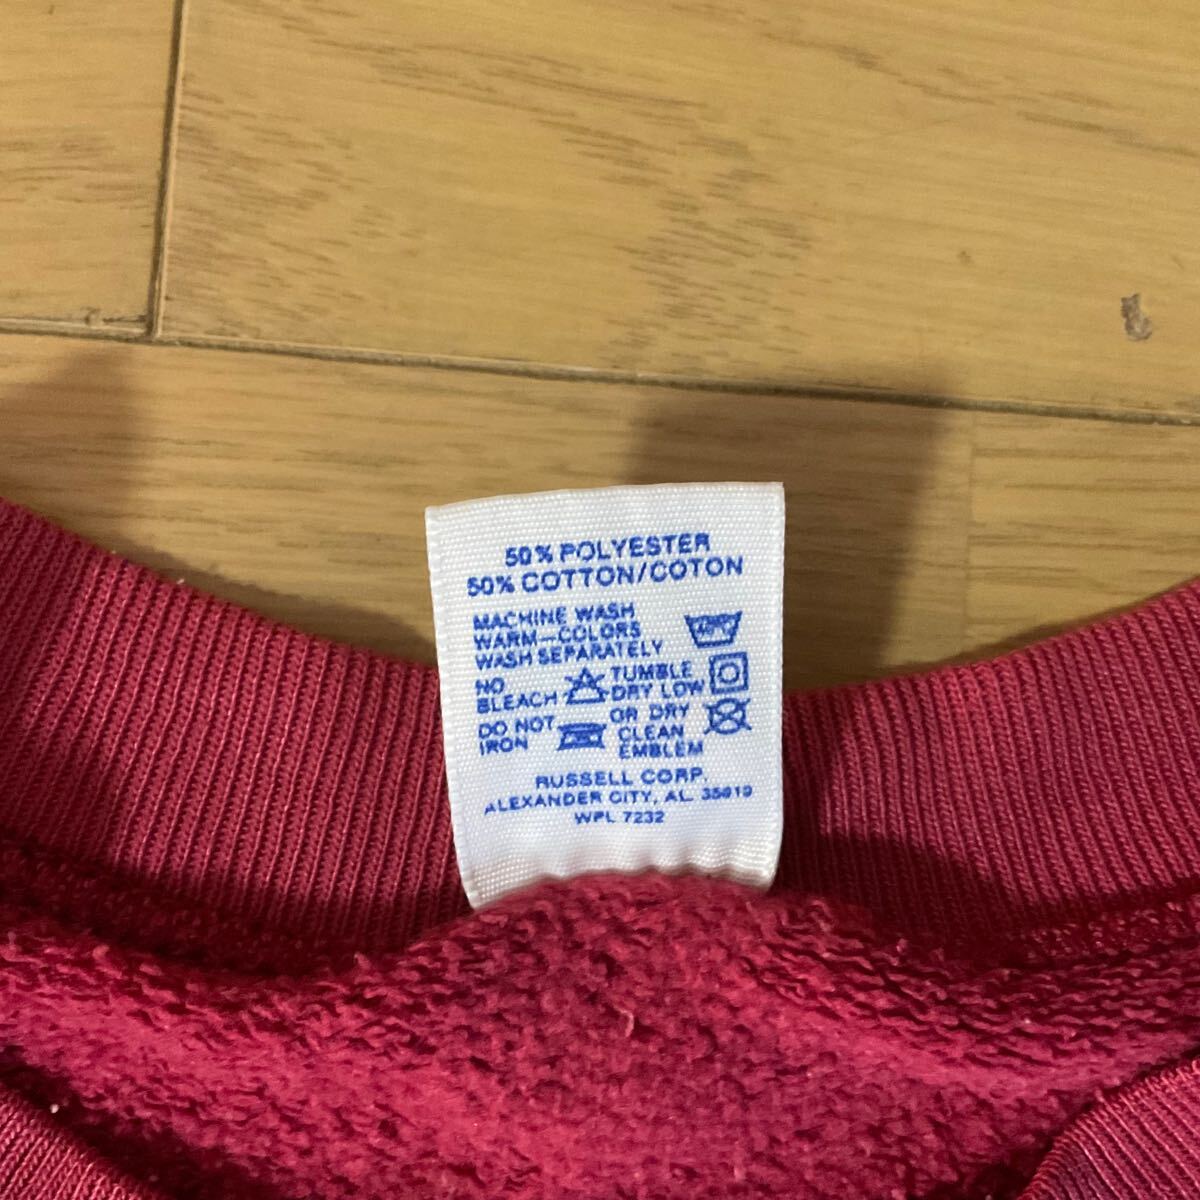 50% POLYESTER
50% COTTON/COTON
MACHINE WASH
WARM-COLORS
WASH SEPARATELY
NO
BLEACH
TUMBLE
DRY LOW
DO NOT
IRON
OR DRY
CLEAN
EMBLEM
RUSSELL CORP.
ALEXANDER CITY, AL 35010
WPL 7232